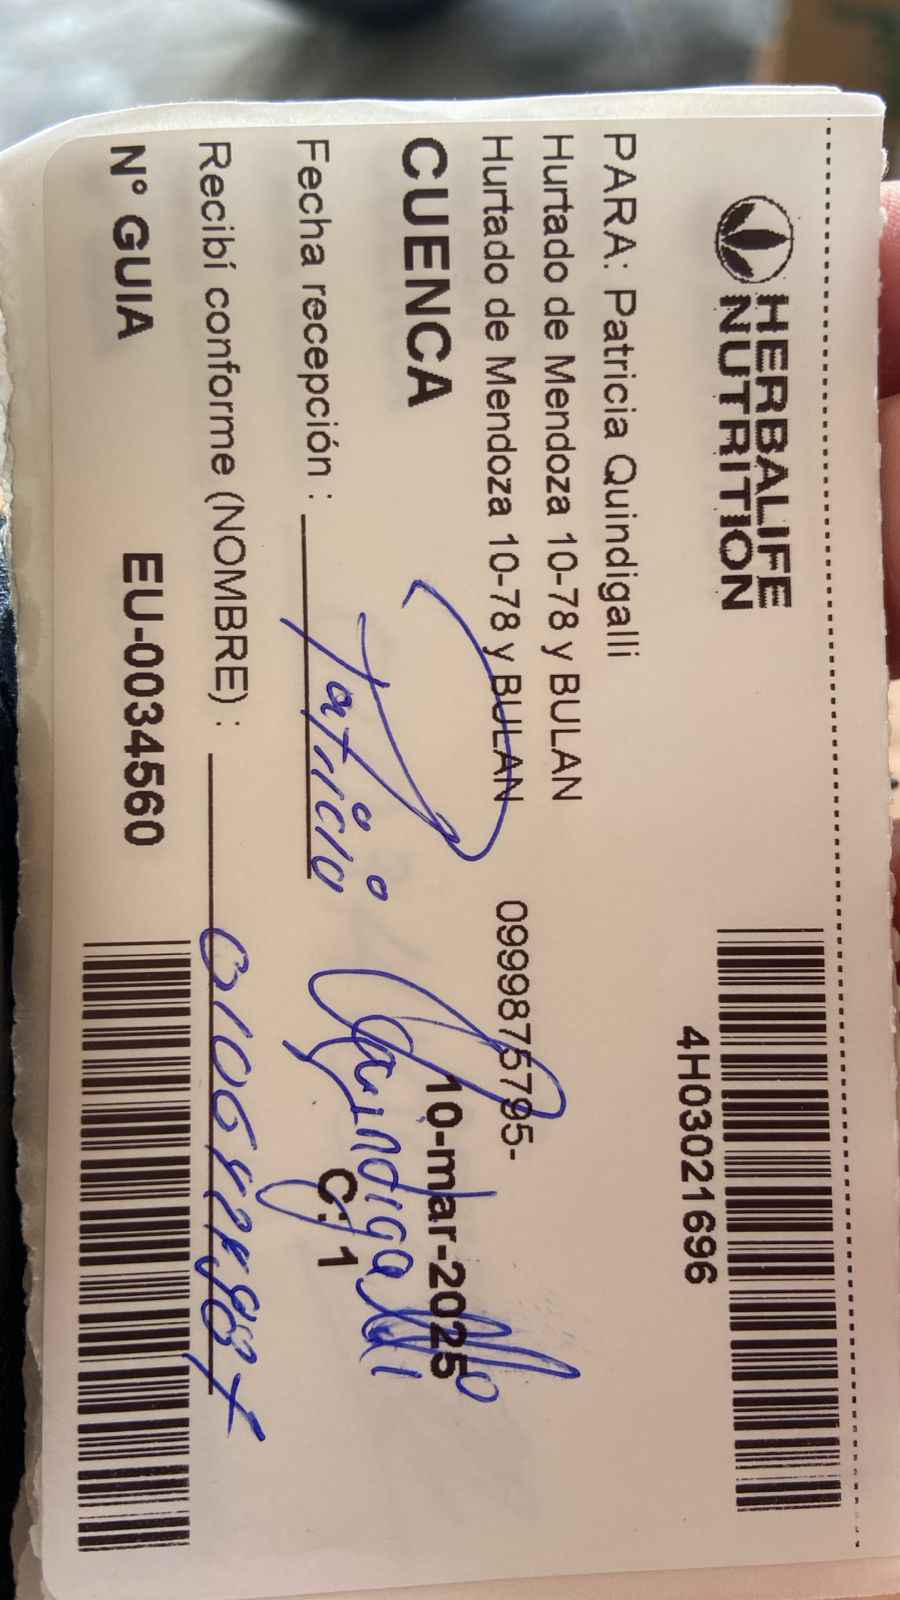 HERBALIFE
NUTRITION
4H03021696
PARA: Patricia Quindigalli
Hurtado de Mendoza 10-78 y BULAN
Hurtado de Mendoza 10-78 y BULAN 0999875795-
CUENCA 10-mar-2025
Fecha recepción : Patricia Quindigalli
C: 1
Recibí conforme (NOMBRE) :
N° GUIA EU-0034560